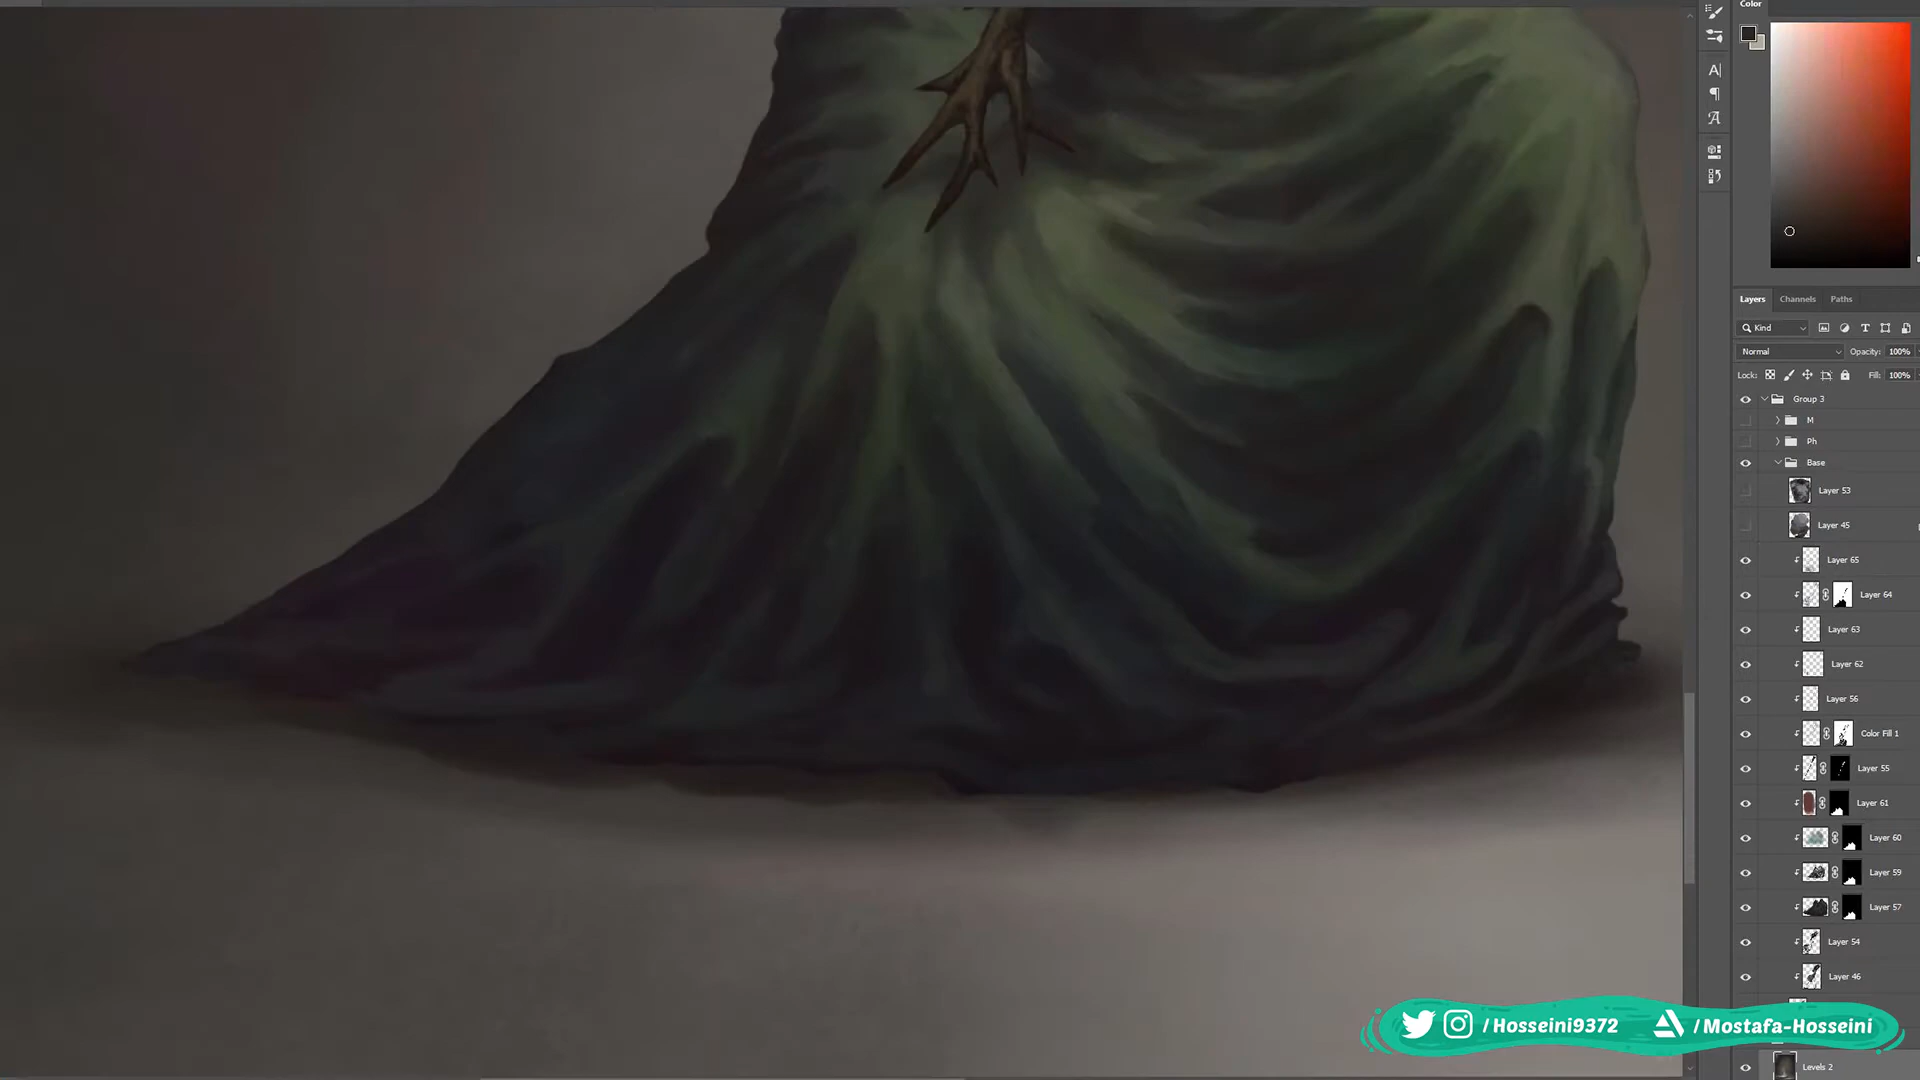 Color
Layers Channels Paths
Kind
Normal Opacity: 100%
Lock: Fill: 100%
Group 3
M
Ph
Base
Layer 53
Layer 45
Layer 65
Layer 64
Layer 63
Layer 62
Layer 56
Color Fill 1
Layer 55
Layer 61
Layer 60
Layer 59
Layer 57
Layer 54
Layer 46
/Hosseini9372 /Mostafa-Hosseini
Levels 2